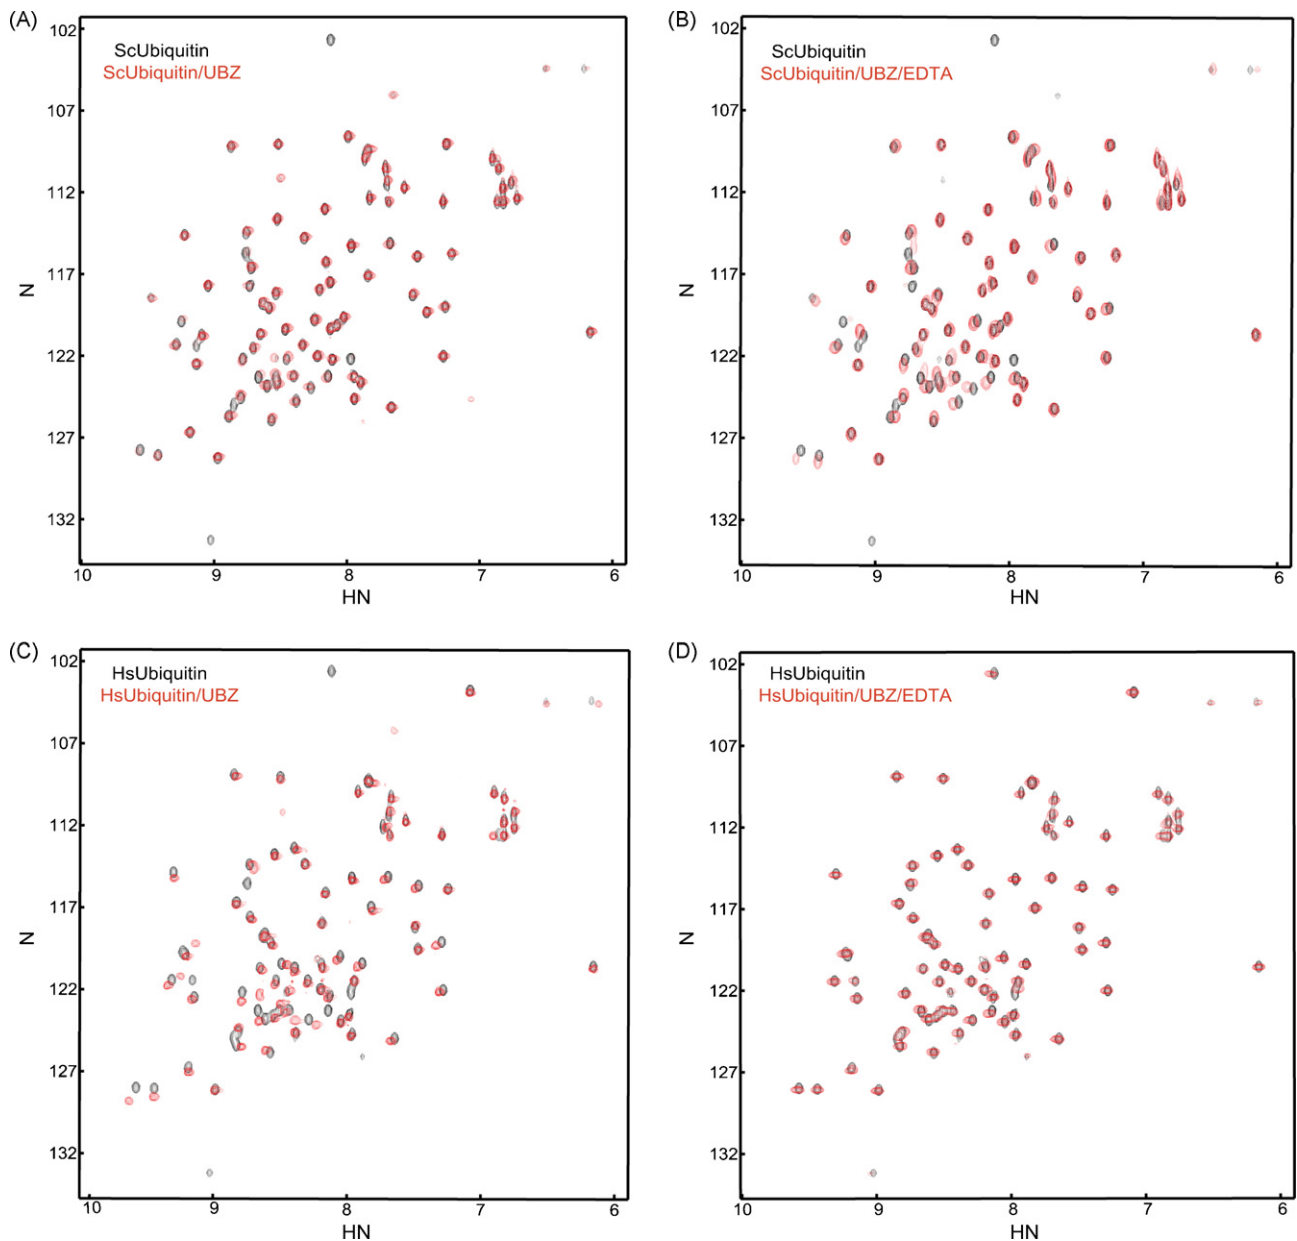 (A)
ScUbiquitin
ScUbiquitin/UBZ
102
107
112
117
122
127
132
N
10 9 8 7 6
HN
(B)
ScUbiquitin
ScUbiquitin/UBZ/EDTA
102
107
112
117
122
127
132
N
10 9 8 7 6
HN
(C)
HsUbiquitin
HsUbiquitin/UBZ
102
107
112
117
122
127
132
N
10 9 8 7 6
HN
(D)
HsUbiquitin
HsUbiquitin/UBZ/EDTA
102
107
112
117
122
127
132
N
10 9 8 7 6
HN